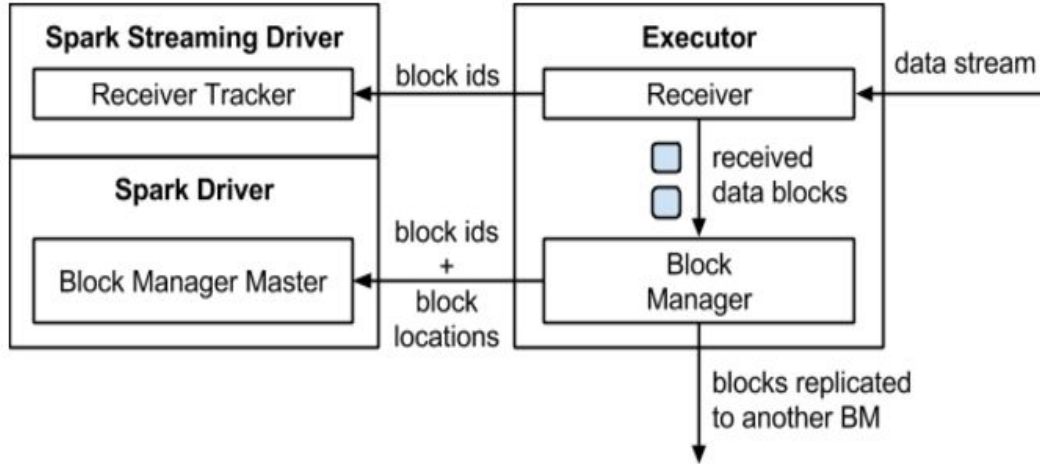 Spark Streaming Driver
Receiver Tracker
Spark Driver
Block Manager Master
block ids
block ids
+
block
locations
Executor
Receiver
received
data blocks
Block
Manager
data stream
blocks replicated
to another BM